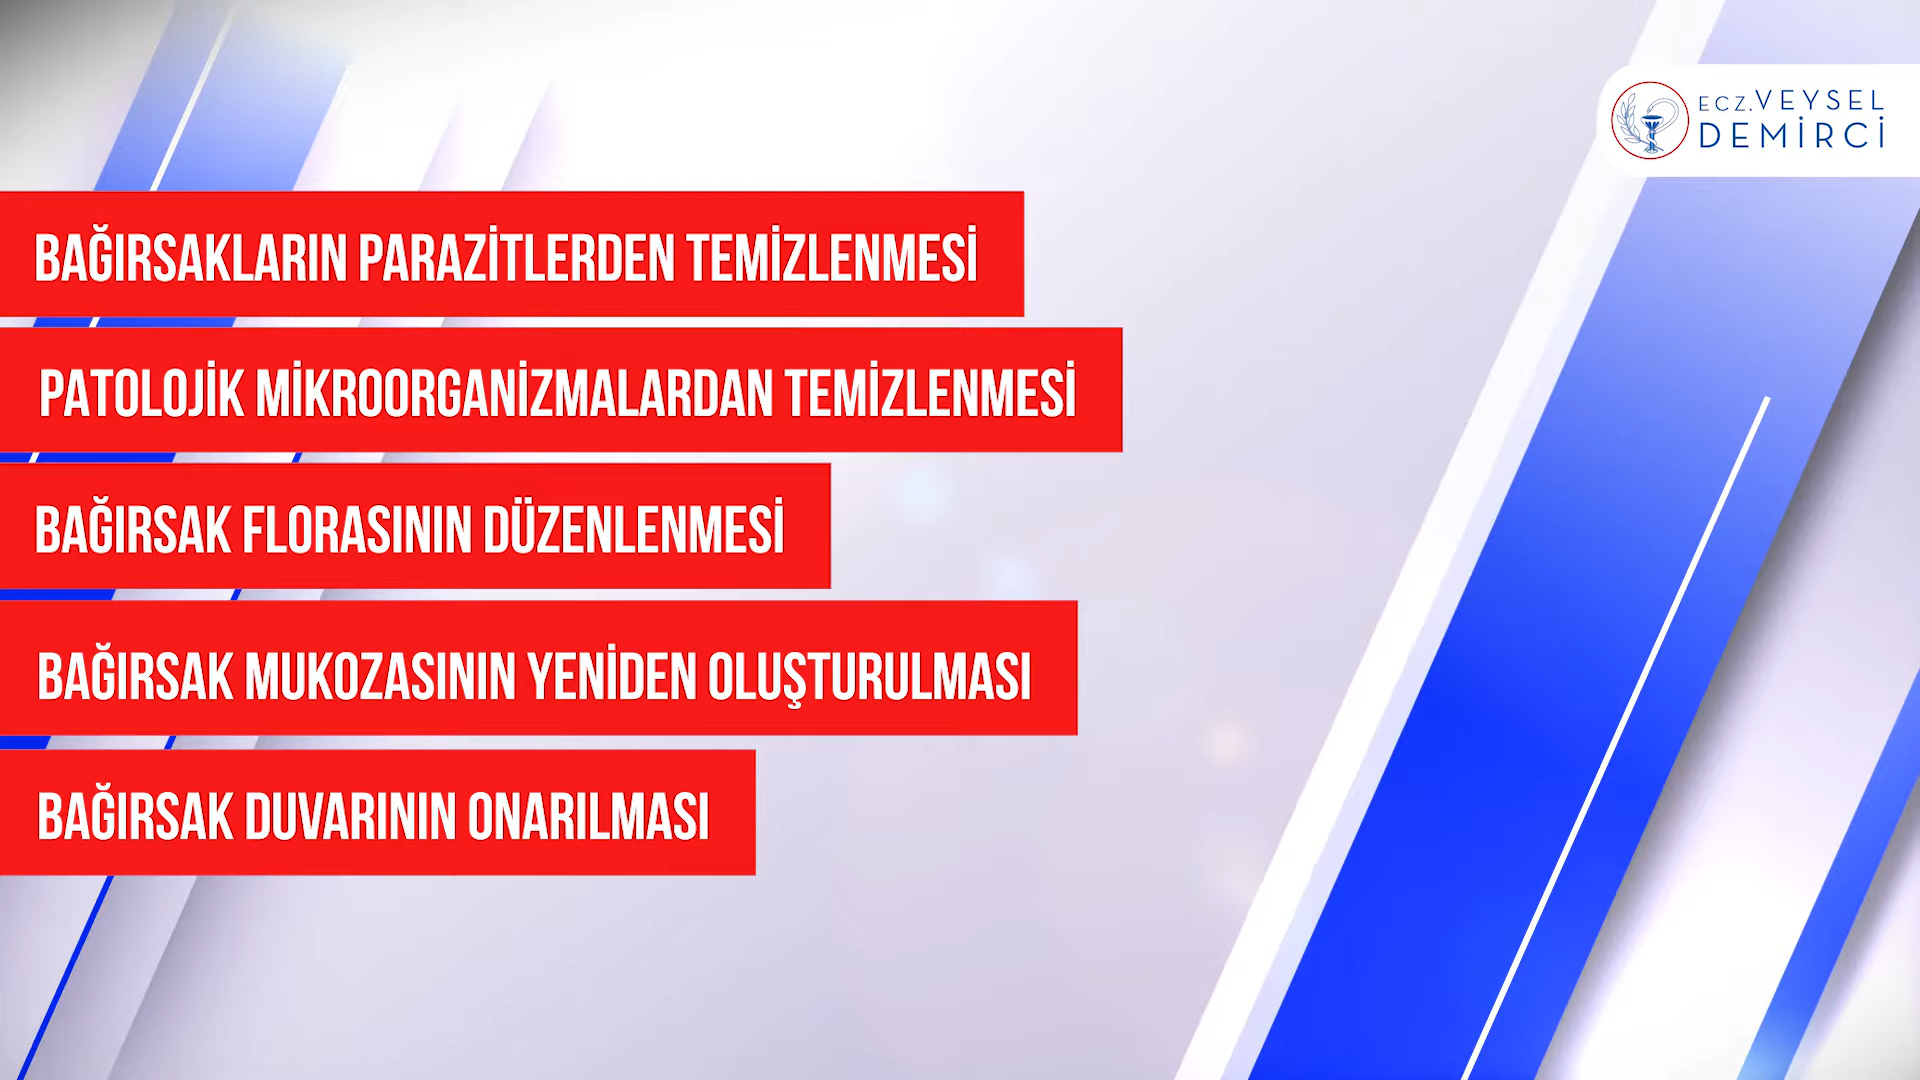 ECZ. VEYSEL
DEMİRCİ
BAĞIRSAKLARIN PARAZİTLERDEN TEMİZLENMESİ
PATOLOJİK MİKROORGANİZMALARDAN TEMİZLENMESİ
BAĞIRSAK FLORASININ DÜZENLENMESİ
BAĞIRSAK MUKOZASININ YENİDEN OLUŞTURULMASI
BAĞIRSAK DUVARININ ONARILMASI